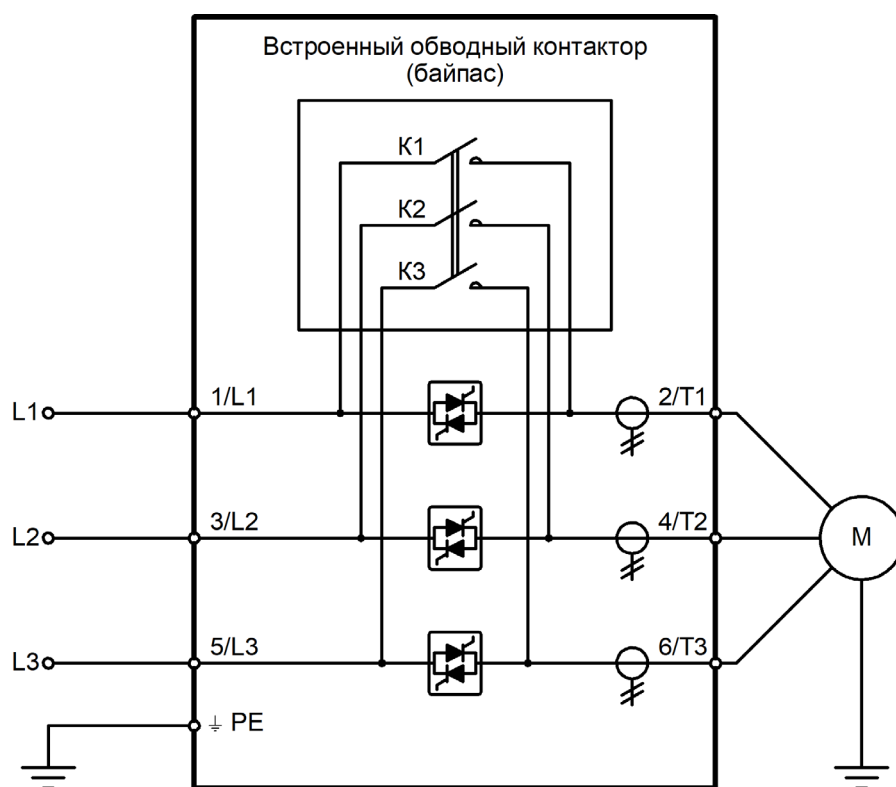 Встроенный обводный контактор
(байпас)
К1
К2
К3
L1 1/L1 2/T1
L2 3/L2 4/T2 М
L3 5/L3 6/T3
PE